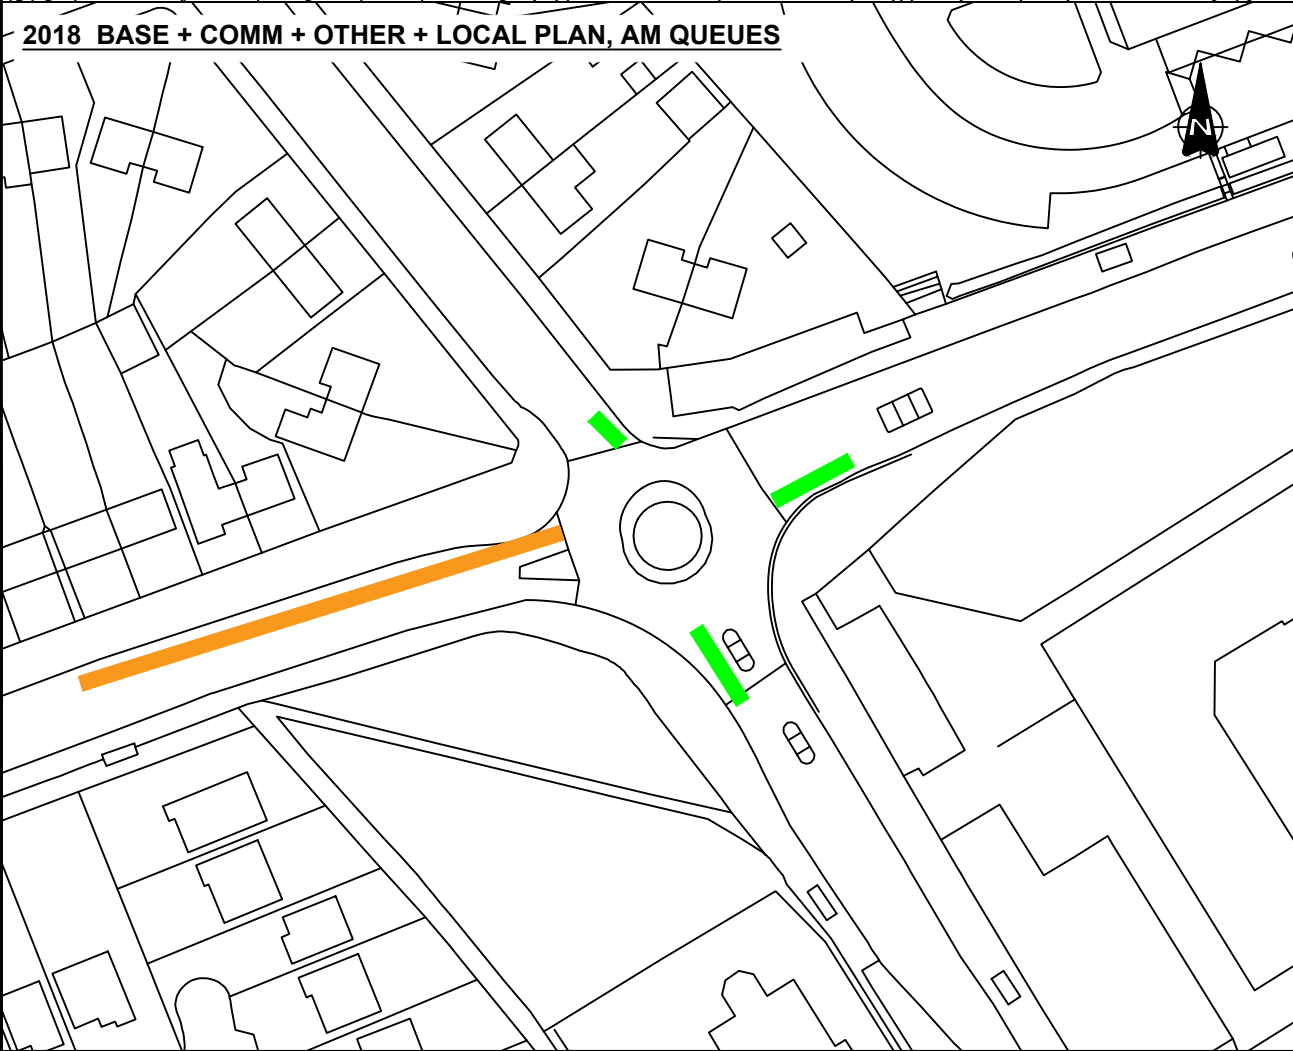 2018 BASE + COMM + OTHER + LOCAL PLAN, AM QUEUES
N